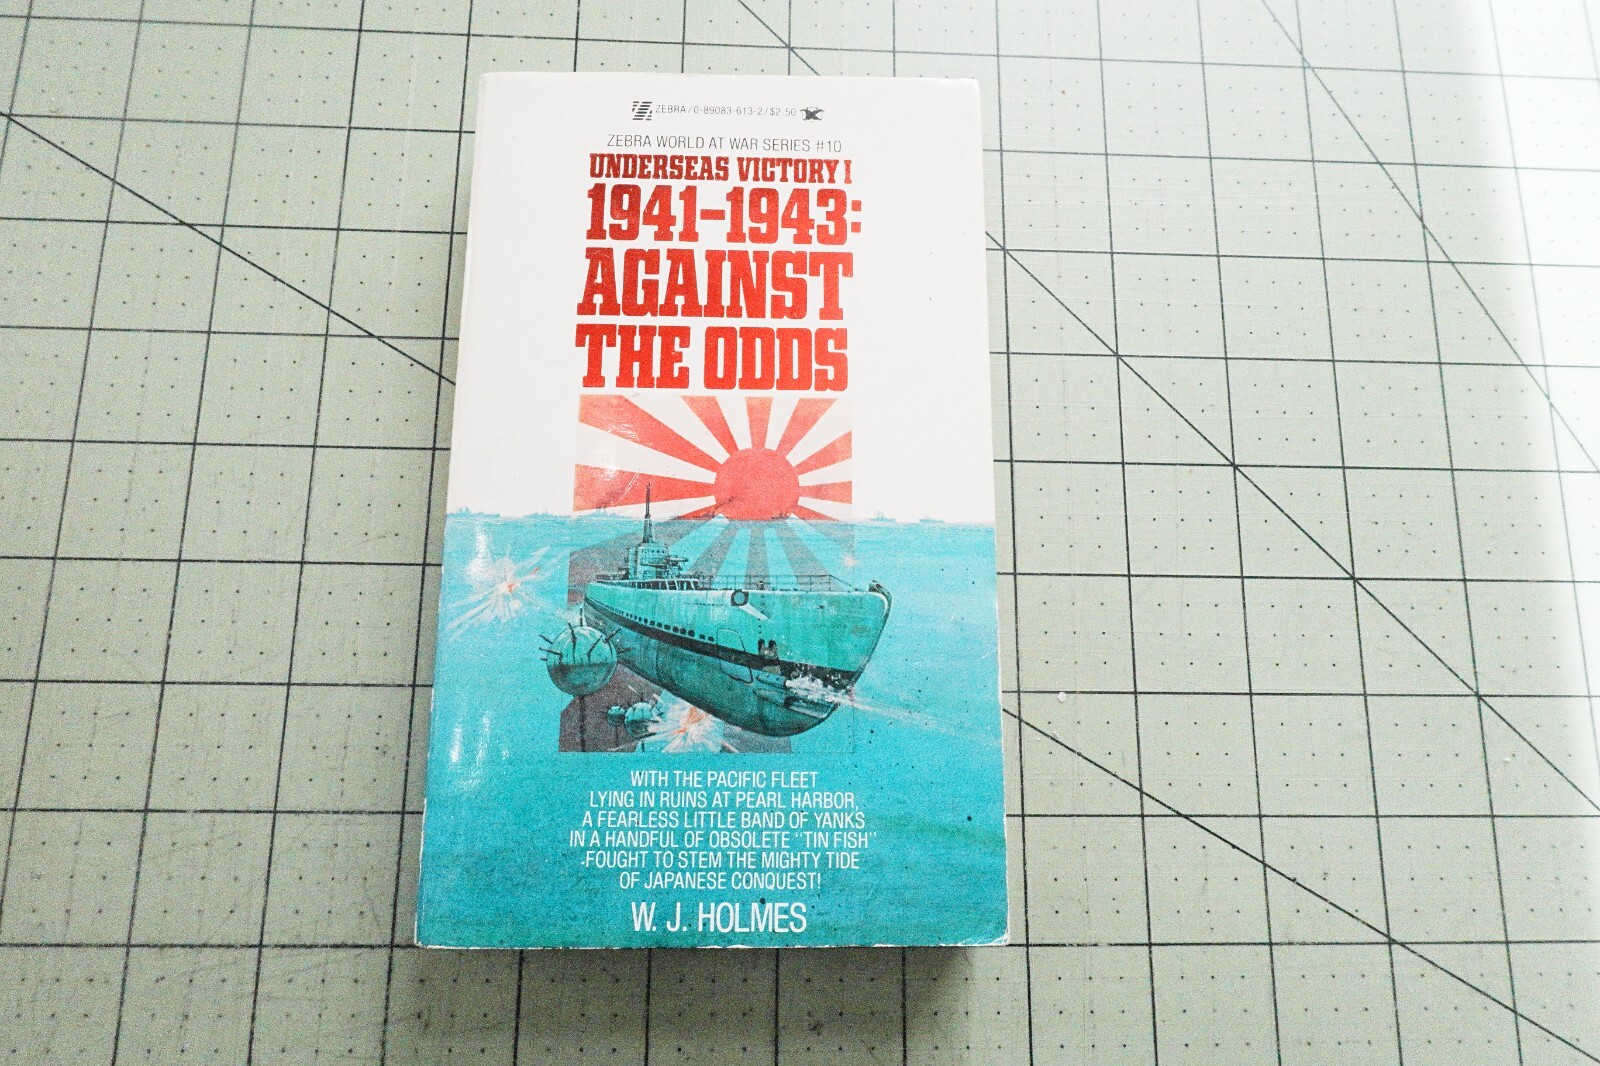 ZEBRA/0-89083-613-2/$2.50
ZEBRA WORLD AT WAR SERIES #10
UNDERSEAS VICTORY I
1941-1943:
AGAINST
THE ODDS
WITH THE PACIFIC FLEET
LYING IN RUINS AT PEARL HARBOR,
A FEARLESS LITTLE BAND OF YANKS
IN A HANDFUL OF OBSOLETE "TIN FISH"
-FOUGHT TO STEM THE MIGHTY TIDE
OF JAPANESE CONQUEST!
W. J. HOLMES